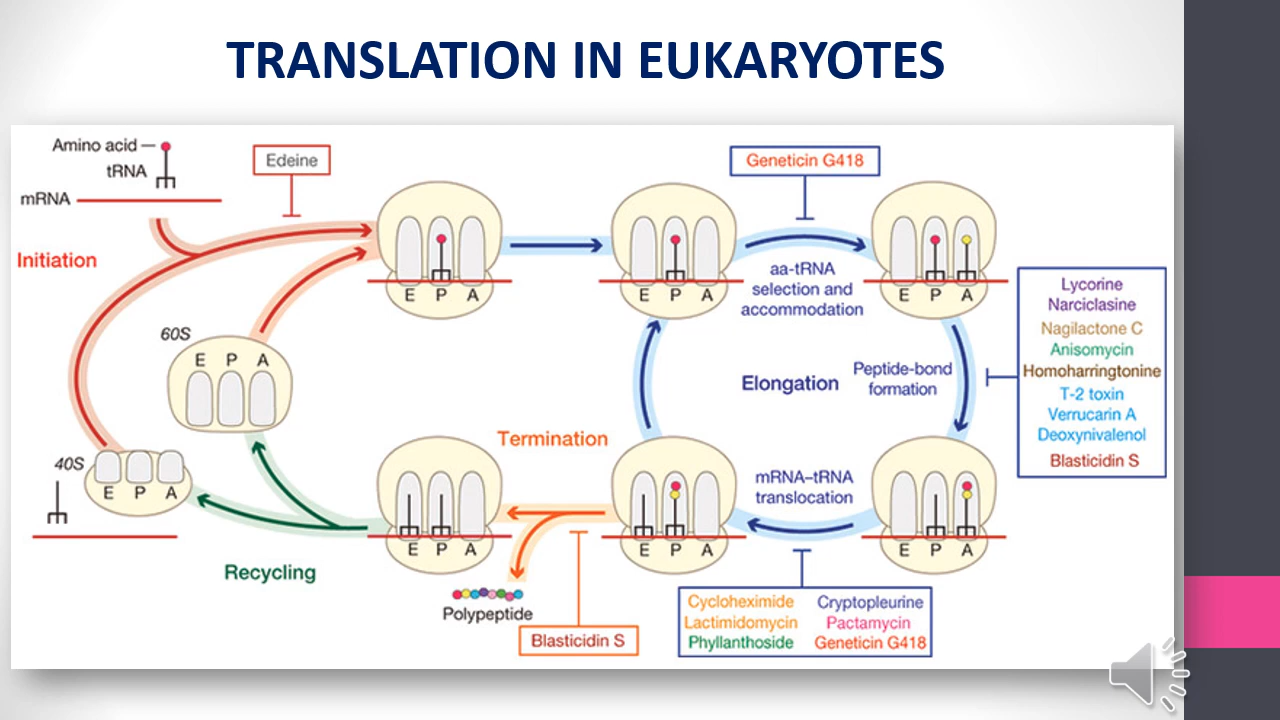 TRANSLATION IN EUKARYOTES
Amino acid
tRNA
mRNA
Edeine
Geneticin G418
Initiation
E P A
E P A
E P A
aa-tRNA
selection and
accommodation
60S
E P A
Lycorine
Narciclasine
Nagilactone C
Anisomycin
Homoharringtonine
T-2 toxin
Verrucarin A
Deoxynivalenol
Blasticidin S
Elongation
Peptide-bond
formation
Termination
40S
E P A
mRNA–tRNA
translocation
E P A
E P A
E P A
Recycling
Polypeptide
Blasticidin S
Cycloheximide Cryptopleurine
Lactimidomycin Pactamycin
Phyllanthoside Geneticin G418